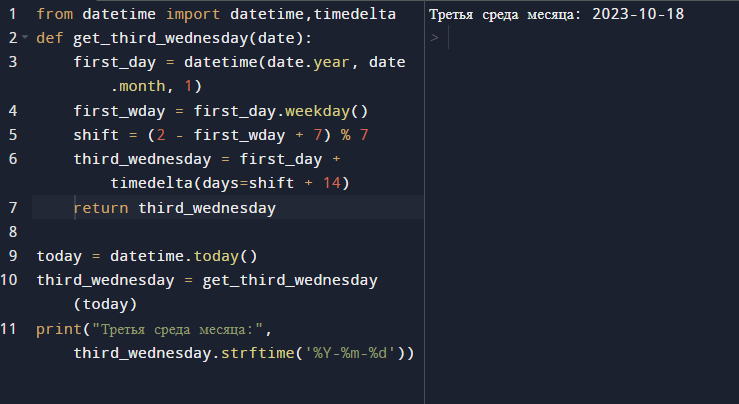 1 from datetime import datetime,timedelta
2 def get_third_wednesday(date):
3 first_day = datetime(date.year, date
.month, 1)
4 first_wday = first_day.weekday()
5 shift = (2 - first_wday + 7) % 7
6 third_wednesday = first_day +
timedelta(days=shift + 14)
7 return third_wednesday
8
9 today = datetime.today()
10 third_wednesday = get_third_wednesday
(today)
11 print("Третья среда месяца:",
third_wednesday.strftime('%Y-%m-%d'))
Третья среда месяца: 2023-10-18
>